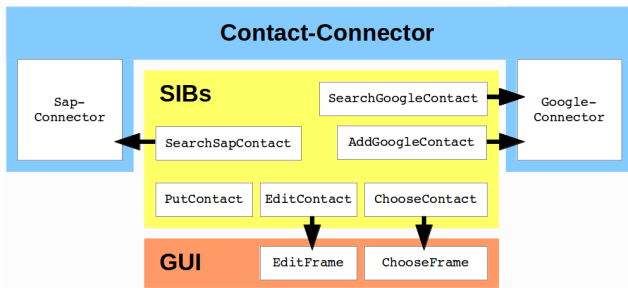 Contact-Connector
Sap-
Connector
SIBs
SearchGoogleContact
Google-
Connector
SearchSapContact
AddGoogleContact
PutContact
EditContact
ChooseContact
GUI
EditFrame
ChooseFrame